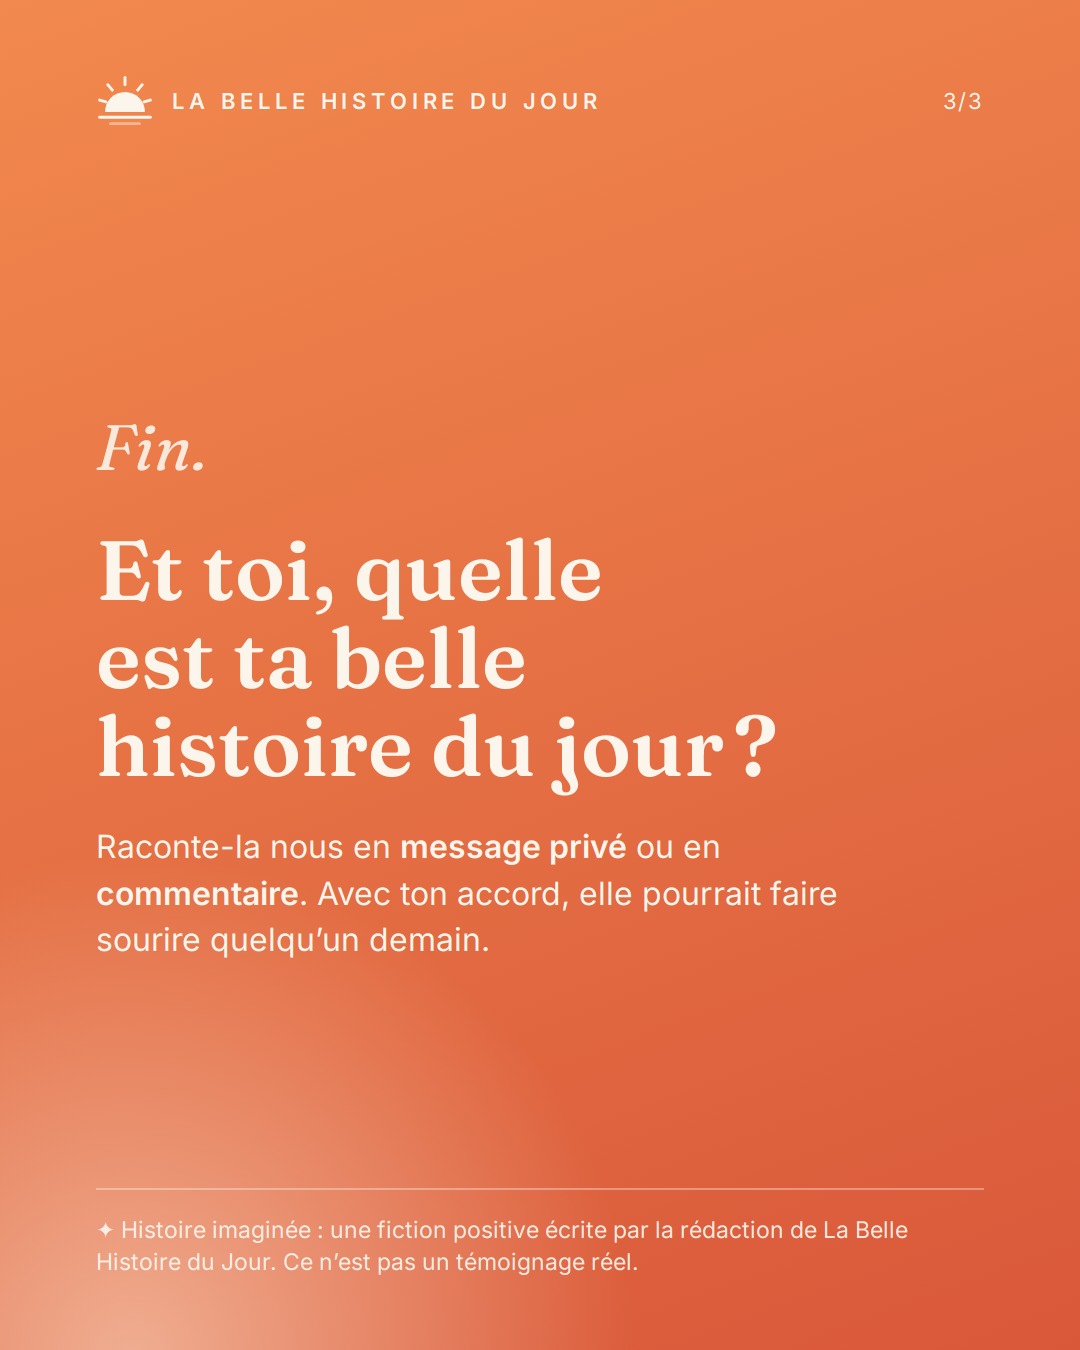 LA BELLE HISTOIRE DU JOUR
3/3
Fin.
Et toi, quelle
est ta belle
histoire du jour ?
Raconte-la nous en message privé ou en
commentaire. Avec ton accord, elle pourrait faire
sourire quelqu’un demain.
✦ Histoire imaginée : une fiction positive écrite par la rédaction de La Belle
Histoire du Jour. Ce n’est pas un témoignage réel.